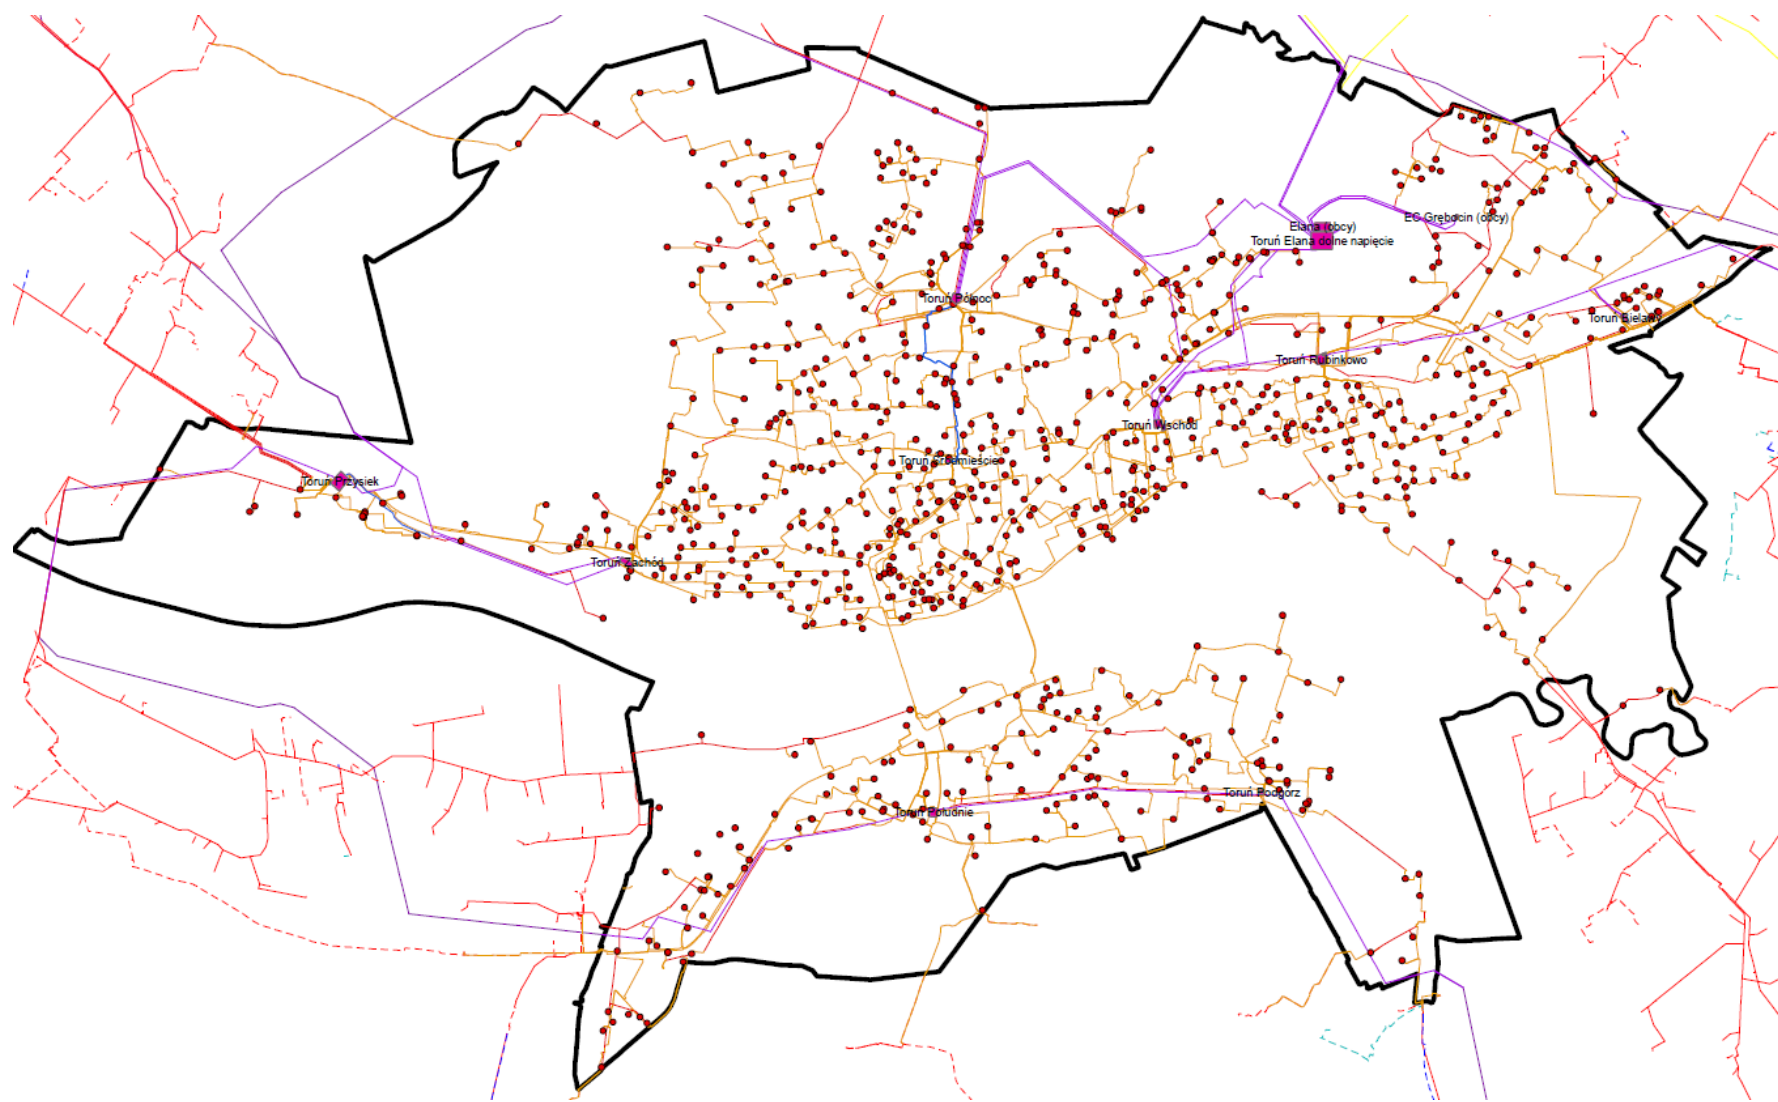 EC Grębocin (obcy)
Elana (obcy)
Toruń Elana dolne napięcie
Toruń Północ
Toruń Bielawy
Toruń Rubinkowo
Toruń Wschód
Toruń Śródmieście
Toruń Przysiek
Toruń Zachód
Toruń Podgórz
Toruń Południe